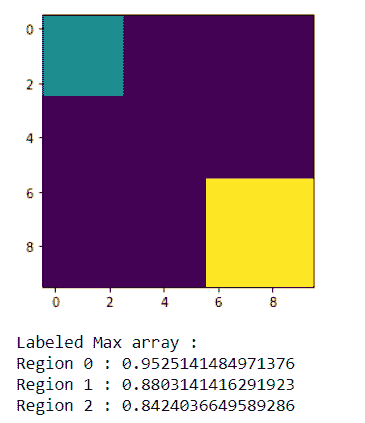 0
2
4
6
8
0 2 4 6 8
Labeled Max array :
Region 0 : 0.9525141484971376
Region 1 : 0.8803141416291923
Region 2 : 0.8424036649589286